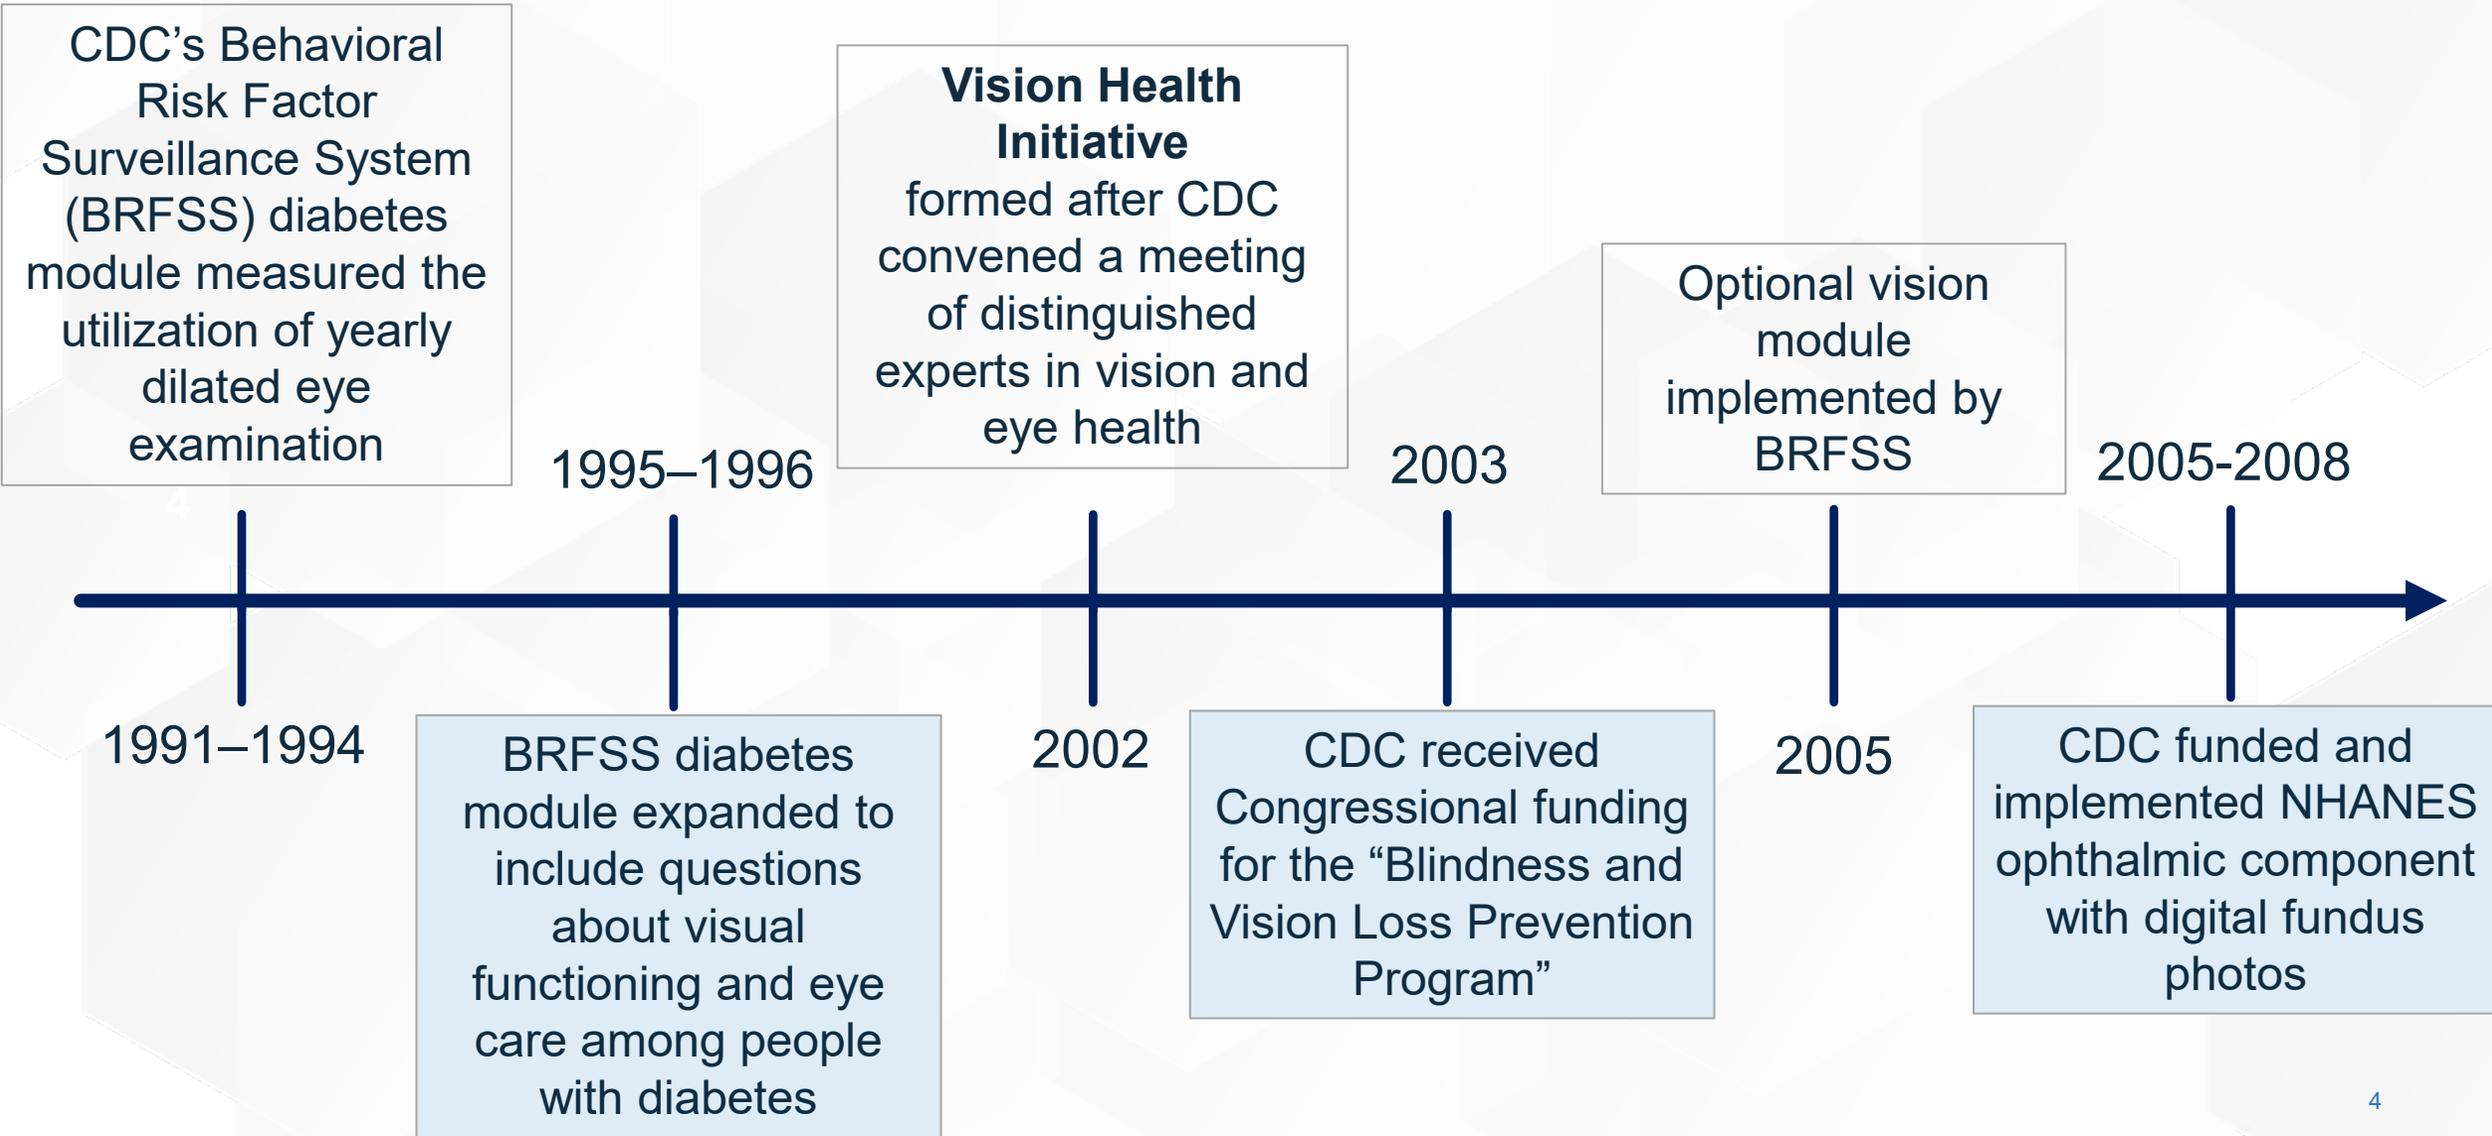 CDC’s Behavioral
Risk Factor
Surveillance System
(BRFSS) diabetes
module measured the
utilization of yearly
dilated eye
examination
4
1991–1994
1995–1996
BRFSS diabetes
module expanded to
include questions
about visual
functioning and eye
care among people
with diabetes
Vision Health
Initiative
formed after CDC
convened a meeting
of distinguished
experts in vision and
eye health
2002
2003
CDC received
Congressional funding
for the “Blindness and
Vision Loss Prevention
Program”
Optional vision
module
implemented by
BRFSS
2005
2005-2008
CDC funded and
implemented NHANES
ophthalmic component
with digital fundus
photos
4